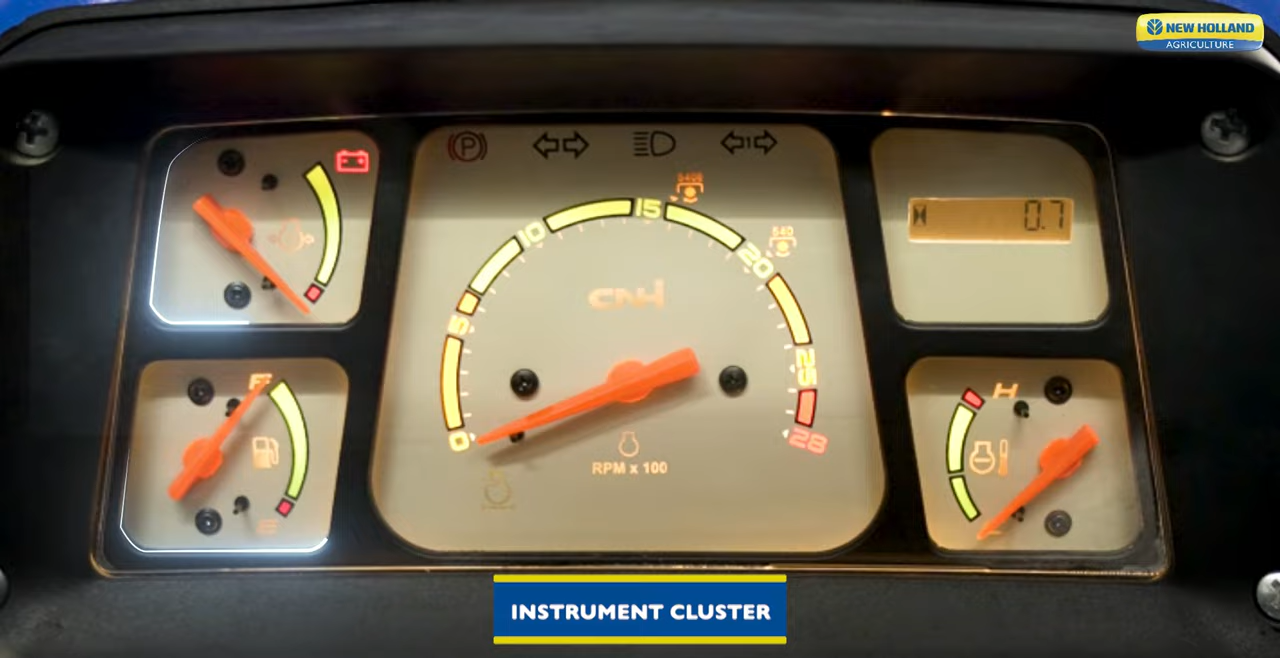 NEW HOLLAND
AGRICULTURE
P
1
540E
15
540
10
20
0.7
CNH
5
25
F
H
0
28
RPM x 100
INSTRUMENT CLUSTER